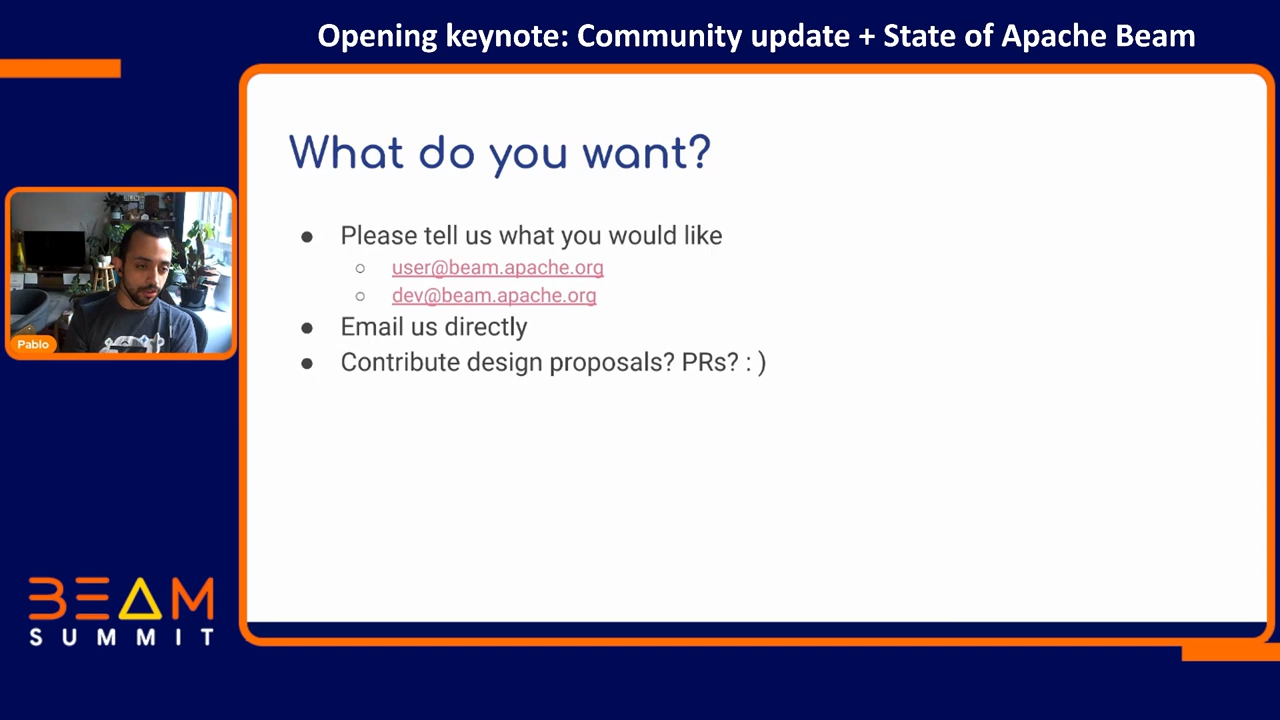 Opening keynote: Community update + State of Apache Beam
What do you want?
● Please tell us what you would like
○ user@beam.apache.org
○ dev@beam.apache.org
● Email us directly
● Contribute design proposals? PRs? : )
Pablo
BEAM
SUMMIT